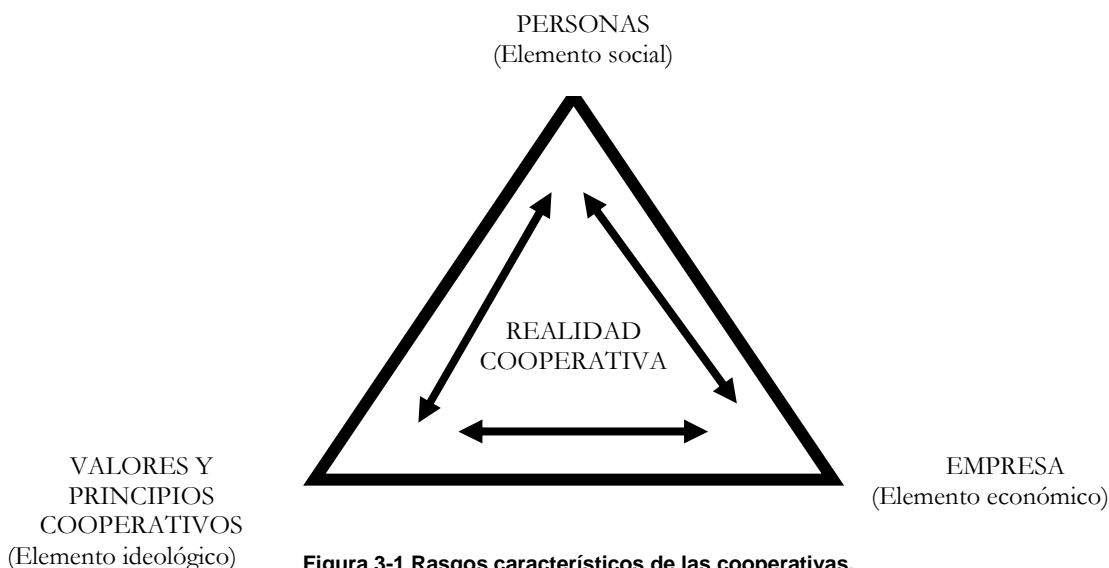 PERSONAS
(Elemento social)
REALIDAD
COOPERATIVA
VALORES Y
PRINCIPIOS
COOPERATIVOS
(Elemento ideológico)
EMPRESA
(Elemento económico)
Figura 3-1 Rasgos característicos de las cooperativas.